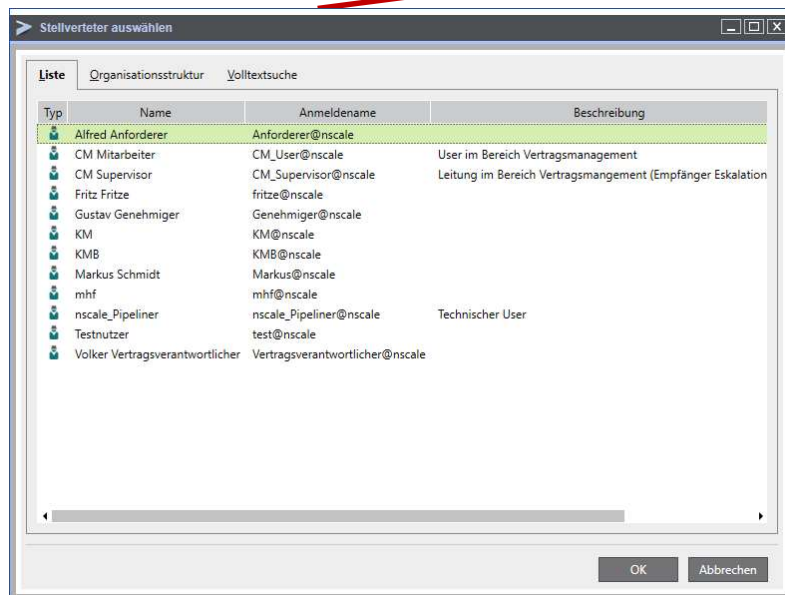 Stellverteter auswählen
Liste Organisationsstruktur Volltextsuche
Typ Name Anmeldename Beschreibung
Alfred Anforderer Anforderer@nscale
CM Mitarbeiter CM_User@nscale User im Bereich Vertragsmanagement
CM Supervisor CM_Supervisor@nscale Leitung im Bereich Vertragsmangement (Empfänger Eskalation
Fritz Fritze fritze@nscale
Gustav Genehmiger Genehmiger@nscale
KM KM@nscale
KMB KMB@nscale
Markus Schmidt Markus@nscale
mhf mhf@nscale
nscale_Pipeliner nscale_Pipeliner@nscale Technischer User
Testnutzer test@nscale
Volker Vertragsverantwortlicher Vertragsverantwortlicher@nscale
OK Abbrechen